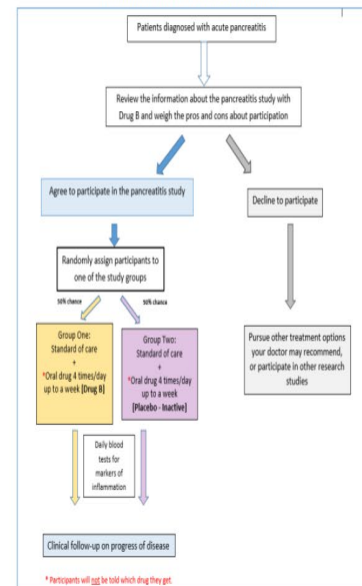 Patients diagnosed with acute pancreatitis
Review the information about the pancreatitis study with
Drug B and weigh the pros and cons about participation
Agree to participate in the pancreatitis study
Decline to participate
Randomly assign participants to
one of the study groups
50% chance
50% chance
Group One:
Standard of care
+
*Oral drug 4 times/day
up to a week [Drug B]
Group Two:
Standard of care
+
*Oral drug 4 times/day
up to a week
[Placebo - Inactive]
Pursue other treatment options
your doctor may recommend,
or participate in other research
studies
Daily blood
tests for
markers of
inflammation
Clinical follow-up on progress of disease
* Participants will not be told which drug they get.